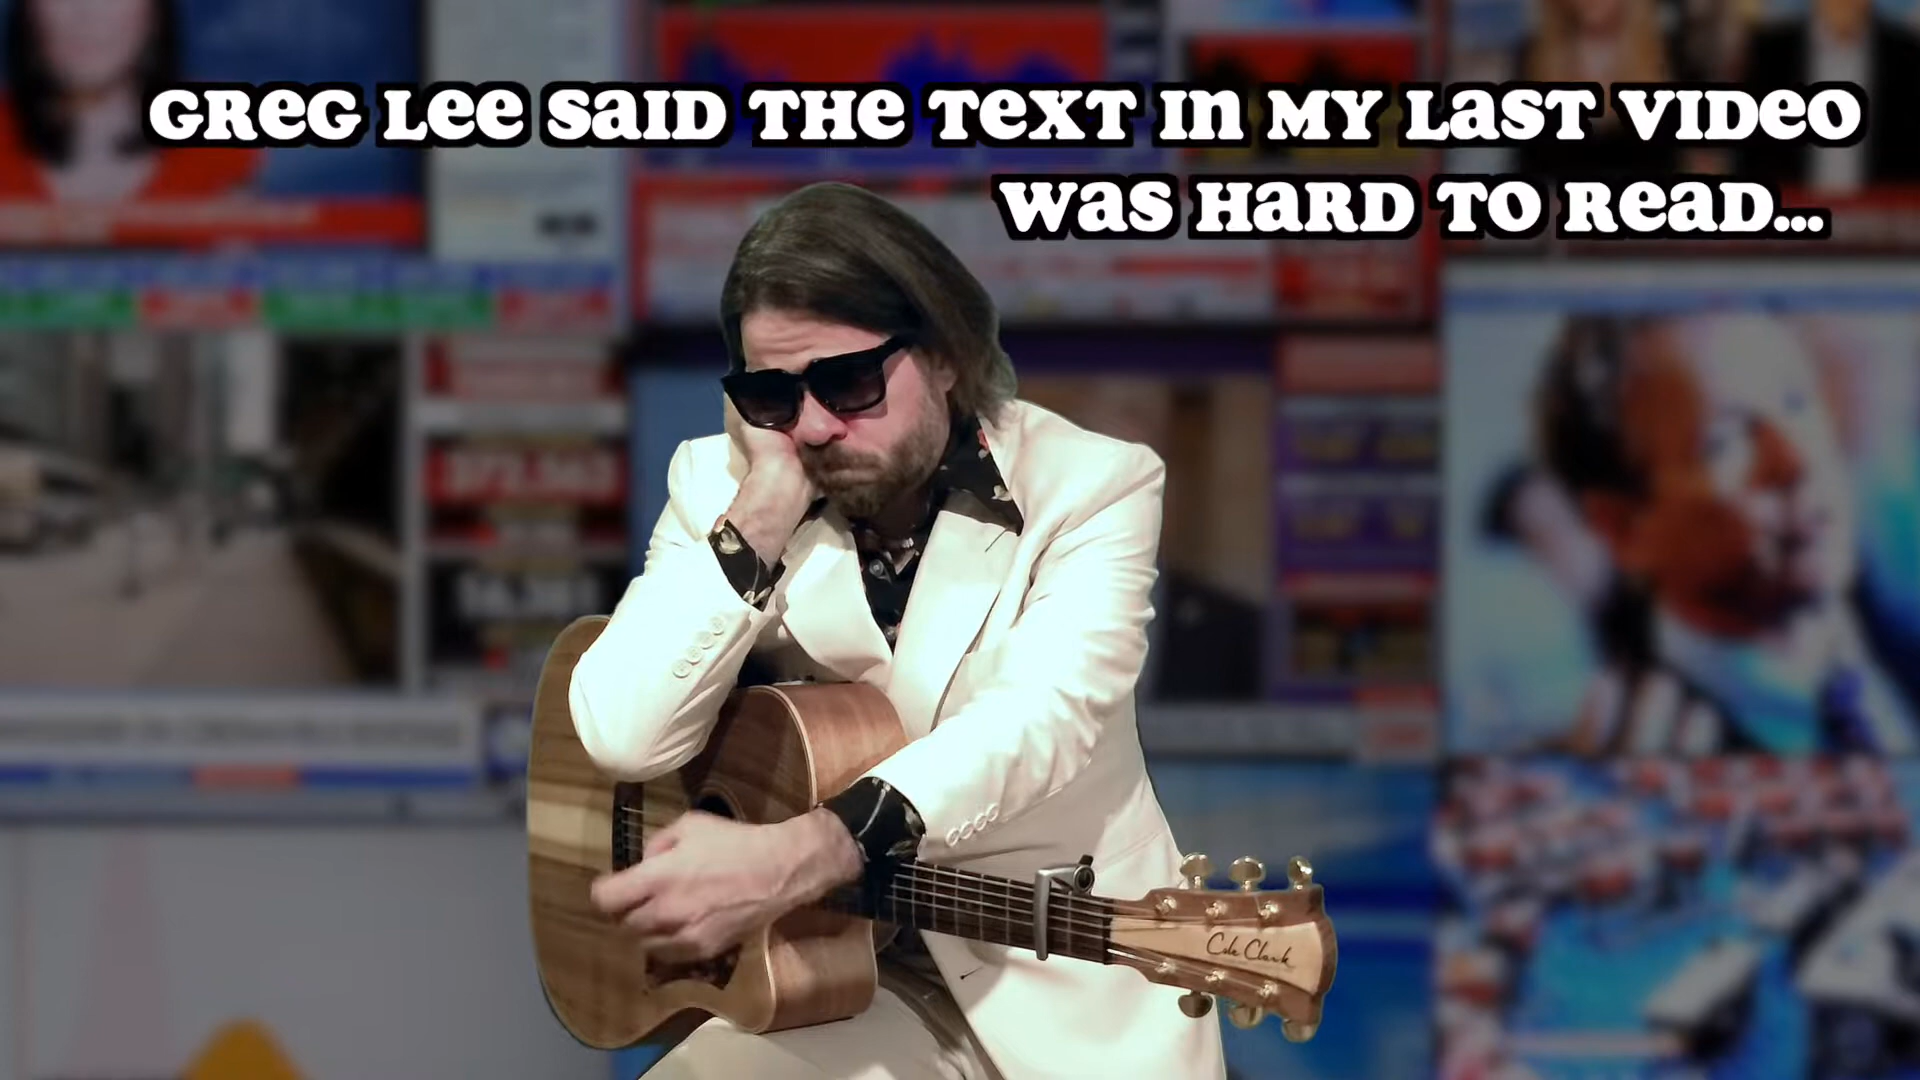 GREG LEE SAID THE TEXT IN MY LAST VIDEO
WAS HARD TO READ...
Cole Clark